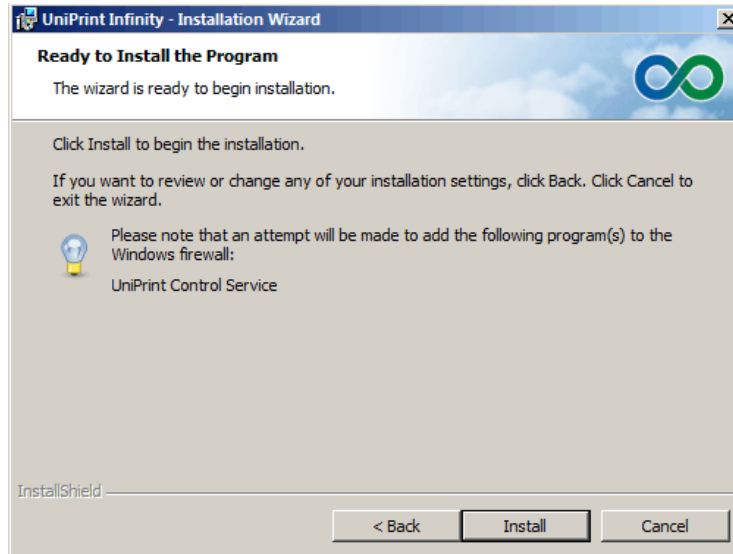 UniPrint Infinity - Installation Wizard
Ready to Install the Program
The wizard is ready to begin installation.
Click Install to begin the installation.
If you want to review or change any of your installation settings, click Back. Click Cancel to
exit the wizard.
Please note that an attempt will be made to add the following program(s) to the
Windows firewall:
UniPrint Control Service
InstallShield
< Back Install Cancel